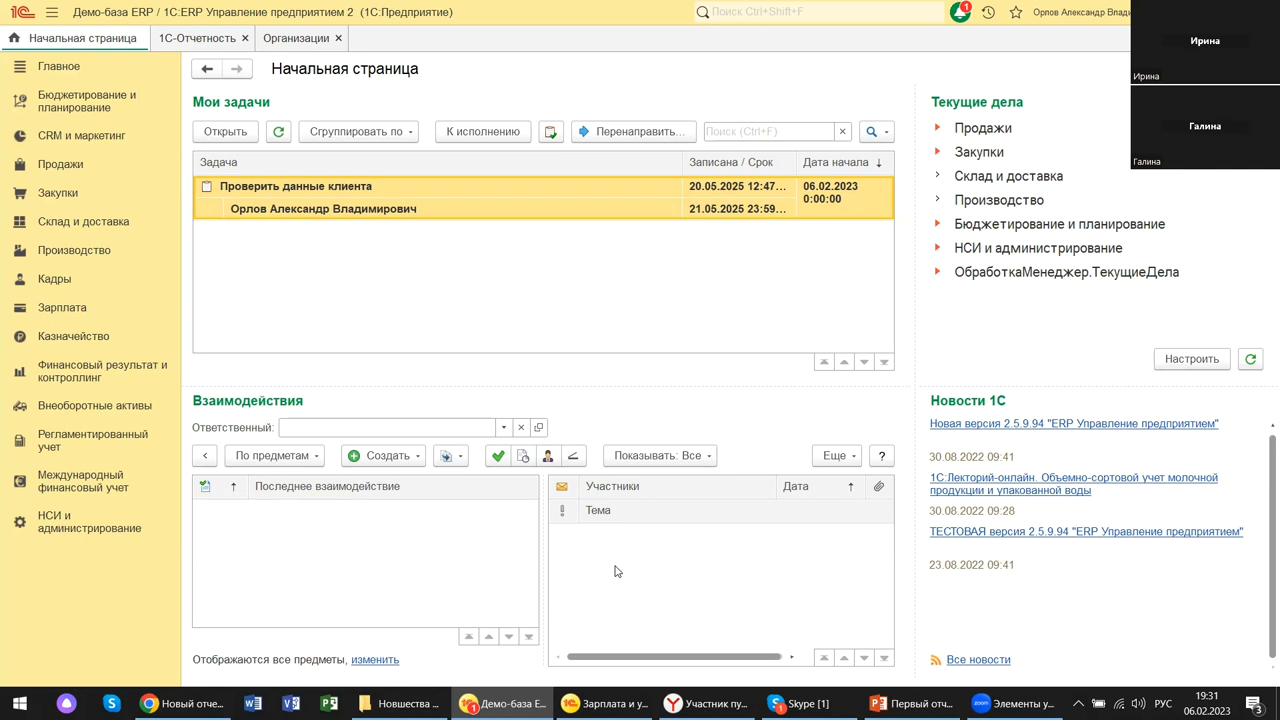 Демо-база ERP / 1С:ERP Управление предприятием 2 (1С:Предприятие)
Поиск Ctrl+Shift+F
1
Орлов Александр Влади
Начальная страница
1С-Отчетность
Организации
Главное
Бюджетирование и
планирование
CRM и маркетинг
Продажи
Закупки
Склад и доставка
Производство
Кадры
Зарплата
Казначейство
Финансовый результат и
контроллинг
Внеоборотные активы
Регламентированный
учет
Международный
финансовый учет
НСИ и
администрирование
Начальная страница
Мои задачи
Открыть
Сгруппировать по
К исполнению
Перенаправить...
Поиск (Ctrl+F)
Задача
Записана / Срок
Дата начала
Проверить данные клиента
20.05.2025 12:47...
06.02.2023
0:00:00
Орлов Александр Владимирович
21.05.2025 23:59...
Взаимодействия
Ответственный:
По предметам
Создать
Показывать: Все
Еще
?
Последнее взаимодействие
Участники
Дата
Тема
Отображаются все предметы, изменить
Текущие дела
Продажи
Закупки
Склад и доставка
Производство
Бюджетирование и планирование
НСИ и администрирование
ОбработкаМенеджер.ТекущиеДела
Настроить
Новости 1С
Новая версия 2.5.9.94 "ERP Управление предприятием"
30.08.2022 09:41
1С:Лекторий-онлайн. Объемно-сортовой учет молочной
продукции и упакованной воды
30.08.2022 09:28
ТЕСТОВАЯ версия 2.5.9.94 "ERP Управление предприятием"
23.08.2022 09:41
Все новости
Ирина
Ирина
Галина
Галина
Новый отче...
Новшества ...
Демо-база E...
Зарплата и у...
Участник пу...
Skype [1]
Первый отч...
Элементы у...
РУС
19:31
06.02.2023
3